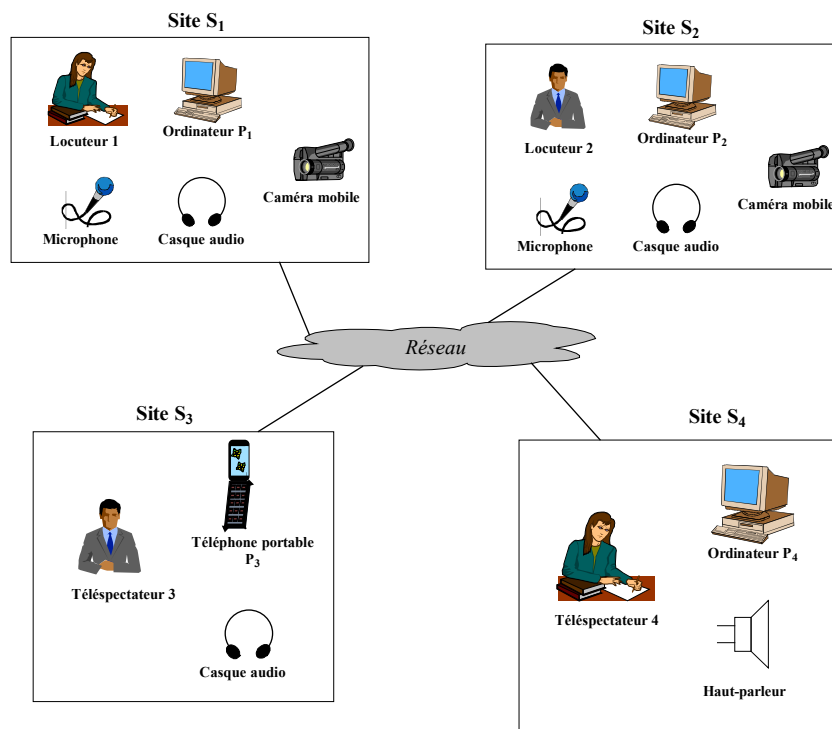 Site S₁
Locuteur 1
Ordinateur P₁
Caméra mobile
Microphone
Casque audio
Site S₂
Locuteur 2
Ordinateur P₂
Caméra mobile
Microphone
Casque audio
Réseau
Site S₃
Téléphone portable
P₃
Téléspectateur 3
Casque audio
Site S₄
Ordinateur P₄
Téléspectateur 4
Haut-parleur